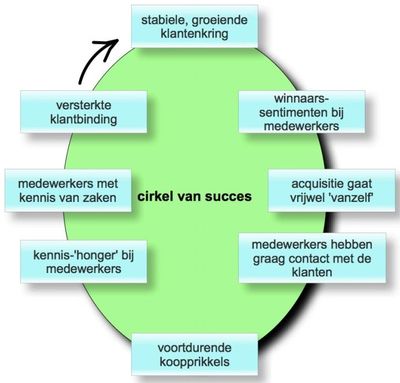 stabiele, groeiende
klantenkring
versterkte
klantbinding
winnaars-
sentimenten bij
medewerkers
medewerkers met
kennis van zaken
cirkel van succes
acquisitie gaat
vrijwel 'vanzelf'
kennis-'honger' bij
medewerkers
medewerkers hebben
graag contact met de
klanten
voortdurende
koopprikkels